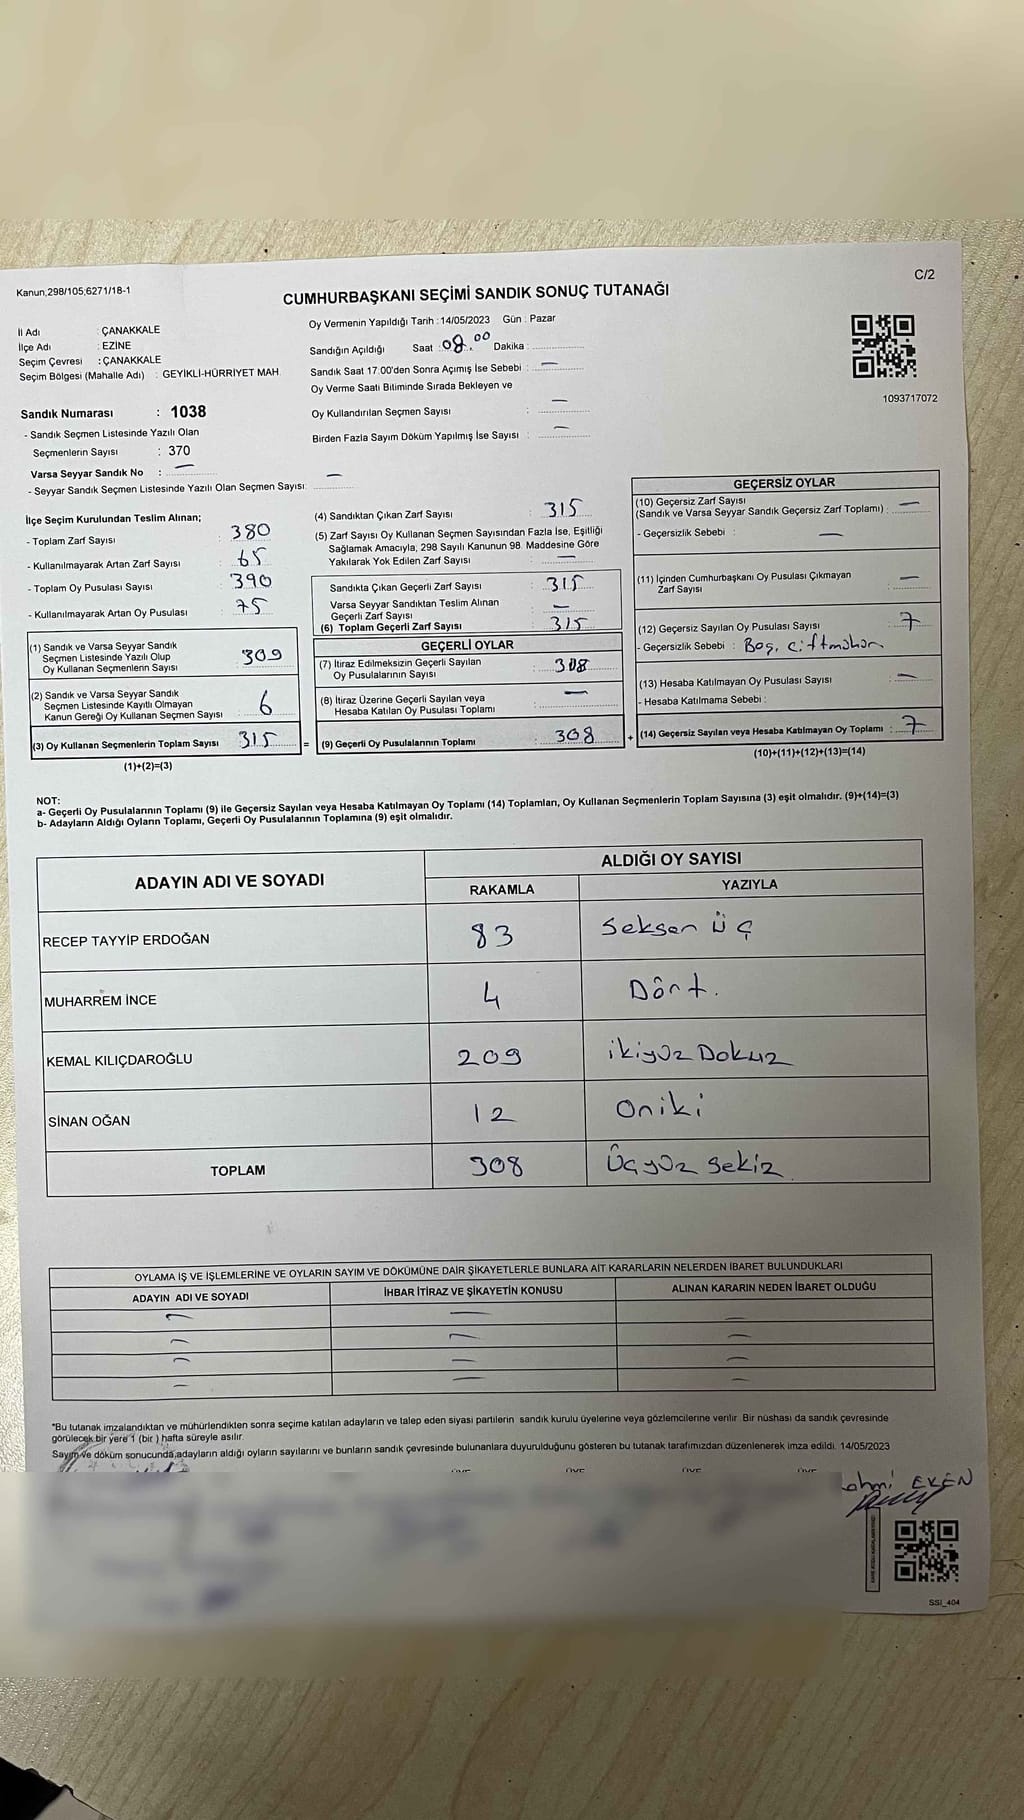 Kanun;298/105;6271/18-1
C/2
CUMHURBAŞKANI SEÇİMİ SANDIK SONUÇ TUTANAĞI
İl Adı : ÇANAKKALE
İlçe Adı : EZİNE
Seçim Çevresi : ÇANAKKALE
Seçim Bölgesi (Mahalle Adı) : GEYİKLİ-HÜRRİYET MAH
Sandık Numarası : 1038
- Sandık Seçmen Listesinde Yazılı Olan
Seçmenlerin Sayısı : 370
Varsa Seyyar Sandık No : —
- Seyyar Sandık Seçmen Listesinde Yazılı Olan Seçmen Sayısı: —
Oy Vermenin Yapıldığı Tarih : 14/05/2023 Gün : Pazar
Sandığın Açıldığı Saat : 08.00 Dakika :
Sandık Saat 17:00'den Sonra Açımış İse Sebebi : —
Oy Verme Saati Bitiminde Sırada Bekleyen ve
Oy Kullandırılan Seçmen Sayısı : —
Birden Fazla Sayım Döküm Yapılmış İse Sayısı : —
1093717072
İlçe Seçim Kurulundan Teslim Alınan;
- Toplam Zarf Sayısı : 380
- Kullanılmayarak Artan Zarf Sayısı : 65
- Toplam Oy Pusulası Sayısı : 390
- Kullanılmayarak Artan Oy Pusulası : 75
(1) Sandık ve Varsa Seyyar Sandık
Seçmen Listesinde Yazılı Olup
Oy Kullanan Seçmenlerin Sayısı : 309
(2) Sandık ve Varsa Seyyar Sandık
Seçmen Listesinde Kayıtlı Olmayan
Kanun Gereği Oy Kullanan Seçmen Sayısı : 6
(3) Oy Kullanan Seçmenlerin Toplam Sayısı : 315
(1)+(2)=(3)
(4) Sandıktan Çıkan Zarf Sayısı : 315
(5) Zarf Sayısı Oy Kullanan Seçmen Sayısından Fazla İse, Eşitliği
Sağlamak Amacıyla; 298 Sayılı Kanunun 98. Maddesine Göre
Yakılarak Yok Edilen Zarf Sayısı : —
Sandıkta Çıkan Geçerli Zarf Sayısı : 315
Varsa Seyyar Sandıktan Teslim Alınan
Geçerli Zarf Sayısı : —
(6) Toplam Geçerli Zarf Sayısı : 315
GEÇERLİ OYLAR
(7) İtiraz Edilmeksizin Geçerli Sayılan
Oy Pusulalarının Sayısı : 308
(8) İtiraz Üzerine Geçerli Sayılan veya
Hesaba Katılan Oy Pusulası Toplamı : —
= (9) Geçerli Oy Pusulalarının Toplamı : 308
GEÇERSİZ OYLAR
(10) Geçersiz Zarf Sayısı
(Sandık ve Varsa Seyyar Sandık Geçersiz Zarf Toplamı) : —
- Geçersizlik Sebebi : —
(11) İçinden Cumhurbaşkanı Oy Pusulası Çıkmayan
Zarf Sayısı : —
(12) Geçersiz Sayılan Oy Pusulası Sayısı : 7
- Geçersizlik Sebebi : Boş, çiftmühür
(13) Hesaba Katılmayan Oy Pusulası Sayısı : —
- Hesaba Katılmama Sebebi :
+ (14) Geçersiz Sayılan veya Hesaba Katılmayan Oy Toplamı : 7
(10)+(11)+(12)+(13)=(14)
NOT:
a- Geçerli Oy Pusulalarının Toplamı (9) ile Geçersiz Sayılan veya Hesaba Katılmayan Oy Toplamı (14) Toplamları, Oy Kullanan Seçmenlerin Toplam Sayısına (3) eşit olmalıdır. (9)+(14)=(3)
b- Adayların Aldığı Oyların Toplamı, Geçerli Oy Pusulalarının Toplamına (9) eşit olmalıdır.
ADAYIN ADI VE SOYADI
ALDIĞI OY SAYISI
RAKAMLA YAZIYLA
RECEP TAYYİP ERDOĞAN 83 Seksen üç
MUHARREM İNCE 4 Dört.
KEMAL KILIÇDAROĞLU 209 ikiyüz Dokuz
SİNAN OĞAN 12 Oniki
TOPLAM 308 Üçyüz sekiz
OYLAMA İŞ VE İŞLEMLERİNE VE OYLARIN SAYIM VE DÖKÜMÜNE DAİR ŞİKAYETLERLE BUNLARA AİT KARARLARIN NELERDEN İBARET BULUNDUKLARI
ADAYIN ADI VE SOYADI İHBAR İTİRAZ VE ŞİKAYETİN KONUSU ALINAN KARARIN NEDEN İBARET OLDUĞU
— — —
— — —
— — —
— — —
*Bu tutanak imzalandıktan ve mühürlendikten sonra seçime katılan adayların ve talep eden siyasi partilerin sandık kurulu üyelerine veya gözlemcilerine verilir. Bir nüshası da sandık çevresinde
görülecek bir yere 1 (bir) hafta süreyle asılır.
Sayım ve döküm sonucunda adayların aldığı oyların sayılarını ve bunların sandık çevresinde bulunanlara duyurulduğunu gösteren bu tutanak tarafımızdan düzenlenerek imza edildi. 14/05/2023
EKEN
SSI_404